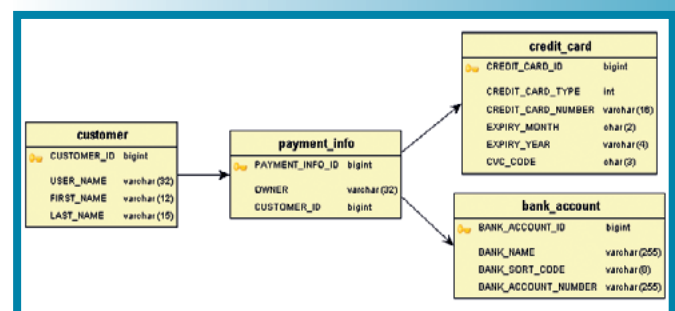 customer
CUSTOMER_ID bigint
USER_NAME varchar(32)
FIRST_NAME varchar(12)
LAST_NAME varchar(15)
payment_info
PAYMENT_INFO_ID bigint
OWNER varchar(32)
CUSTOMER_ID bigint
credit_card
CREDIT_CARD_ID bigint
CREDIT_CARD_TYPE int
CREDIT_CARD_NUMBER varchar(16)
EXPIRY_MONTH char(2)
EXPIRY_YEAR varchar(4)
CVC_CODE char(3)
bank_account
BANK_ACCOUNT_ID bigint
BANK_NAME varchar(255)
BANK_SORT_CODE
BANK_ACCOUNT_NUMBER varchar(255)